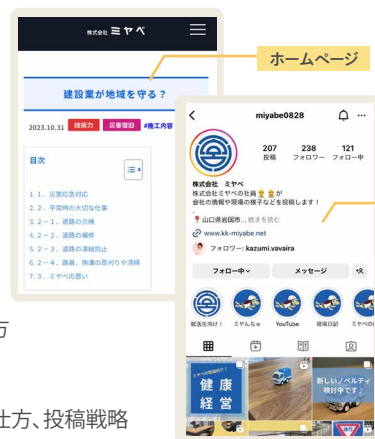 株式会社 ミヤベ
ホームページ
建設業が地域を守る？
2023.10.31 技術力 災害復旧 #施工内容
目次
1. 1．災害応急対応
2. 2．平常時の大切な仕事
3. 2－1．道路の点検
4. 2－2．道路の補修
5. 2－3．道路の凍結防止
6. 2－4．路肩、側溝の草刈りや清掃
7. 3．ミヤベの思い
miyabe0828
207 238 121
投稿 フォロワー フォロー中
株式会社 ミヤベ
株式会社ミヤベの社員が
会社の情報や現場の様子などを投稿します！
.
山口県岩国市... 続きを読む
www.kk-miyabe.net
フォロワー: kazumi.vavaira
フォロー中 メッセージ
就活生向け！ ミヤんちゅ YouTube 現場日記 ミヤベの
健康
経営
新しいノベルティ
検討中です♪
方
仕方、投稿戦略